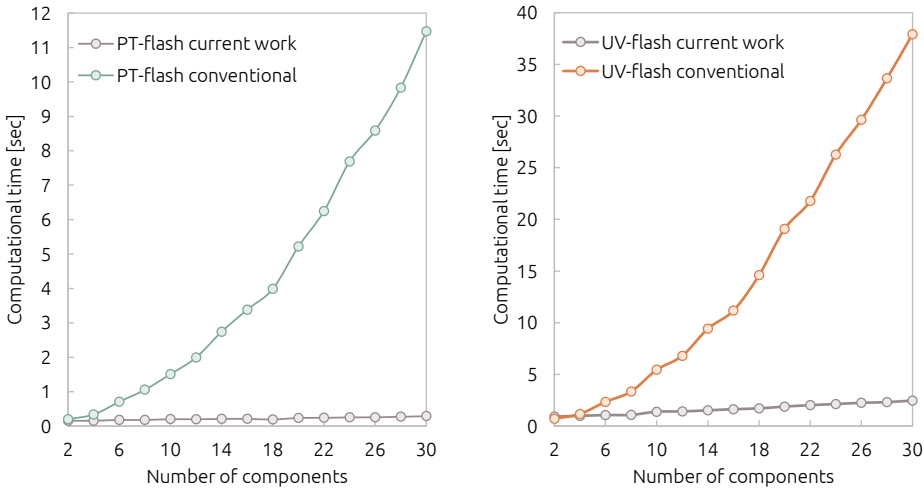 12
11
10
9
8
7
6
5
4
3
2
1
0
Computational time [sec]
PT-flash current work
PT-flash conventional
2 6 10 14 18 22 26 30
Number of components
40
35
30
25
20
15
10
5
0
Computational time [sec]
UV-flash current work
UV-flash conventional
2 6 10 14 18 22 26 30
Number of components